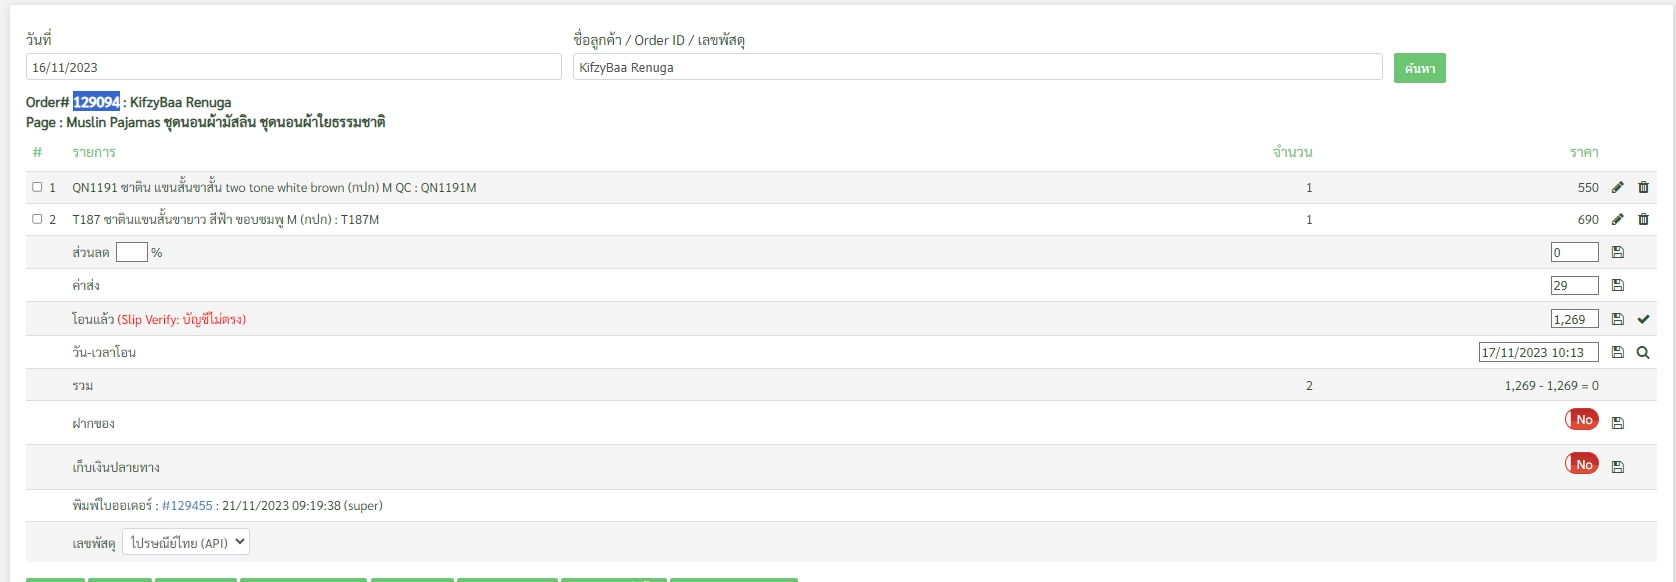 วันที่ ชื่อลูกค้า / Order ID / เลขพัสดุ
16/11/2023 KifzyBaa Renuga ค้นหา
Order# 129094 : KifzyBaa Renuga
Page : Muslin Pajamas ชุดนอนผ้ามัสลิน ชุดนอนผ้าใยธรรมชาติ
# รายการ จำนวน ราคา
1 QN1191 ซาติน แขนสั้นขาสั้น two tone white brown (กปก) M QC : QN1191M 1 550
2 T187 ซาตินแขนสั้นขายาว สีฟ้า ขอบชมพู M (กปก) : T187M 1 690
ส่วนลด % 0
ค่าส่ง 29
โอนแล้ว (Slip Verify: บัญชีไม่ตรง) 1,269
วัน-เวลาโอน 17/11/2023 10:13
รวม 2 1,269 - 1,269 = 0
ฝากของ No
เก็บเงินปลายทาง No
พิมพ์ใบออเดอร์ : #129455 : 21/11/2023 09:19:38 (super)
เลขพัสดุ ไปรษณีย์ไทย (API)